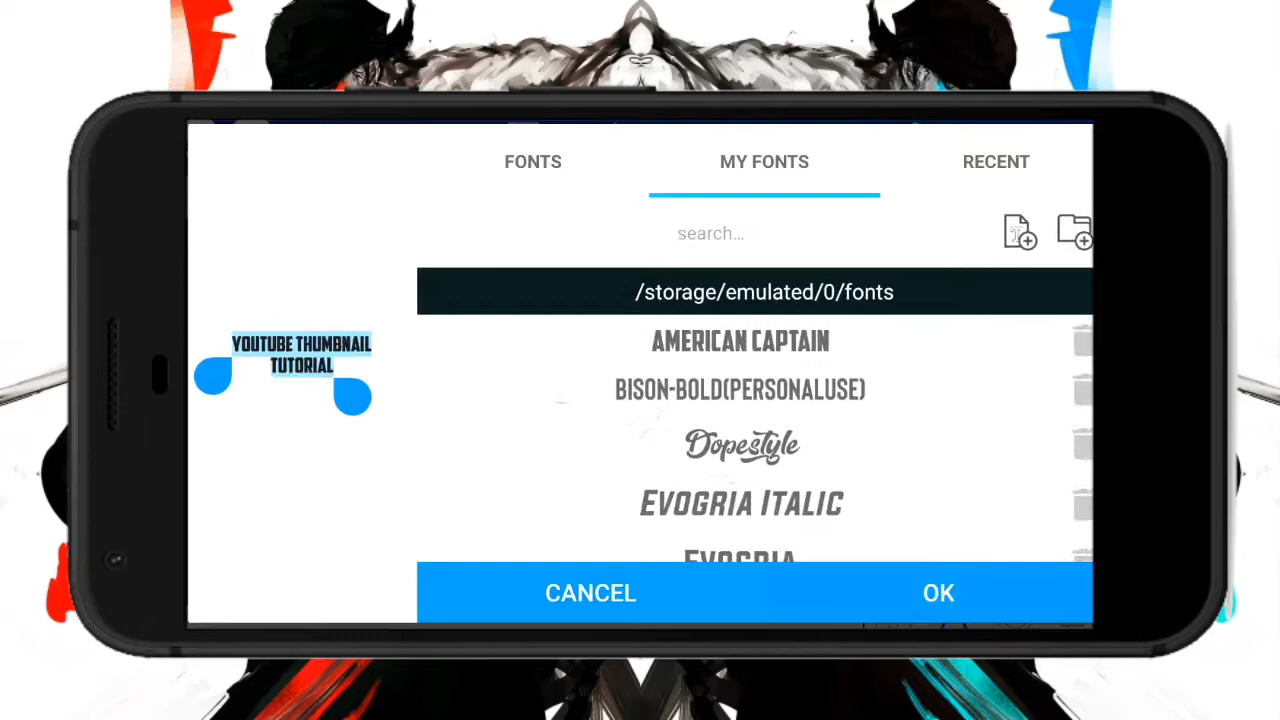 FONTS
MY FONTS
RECENT
search...
/storage/emulated/0/fonts
YOUTUBE THUMBNAIL
TUTORIAL
AMERICAN CAPTAIN
BISON-BOLD(PERSONALUSE)
Dopestyle
EVOGRIA ITALIC
EVOGRIA
CANCEL
OK